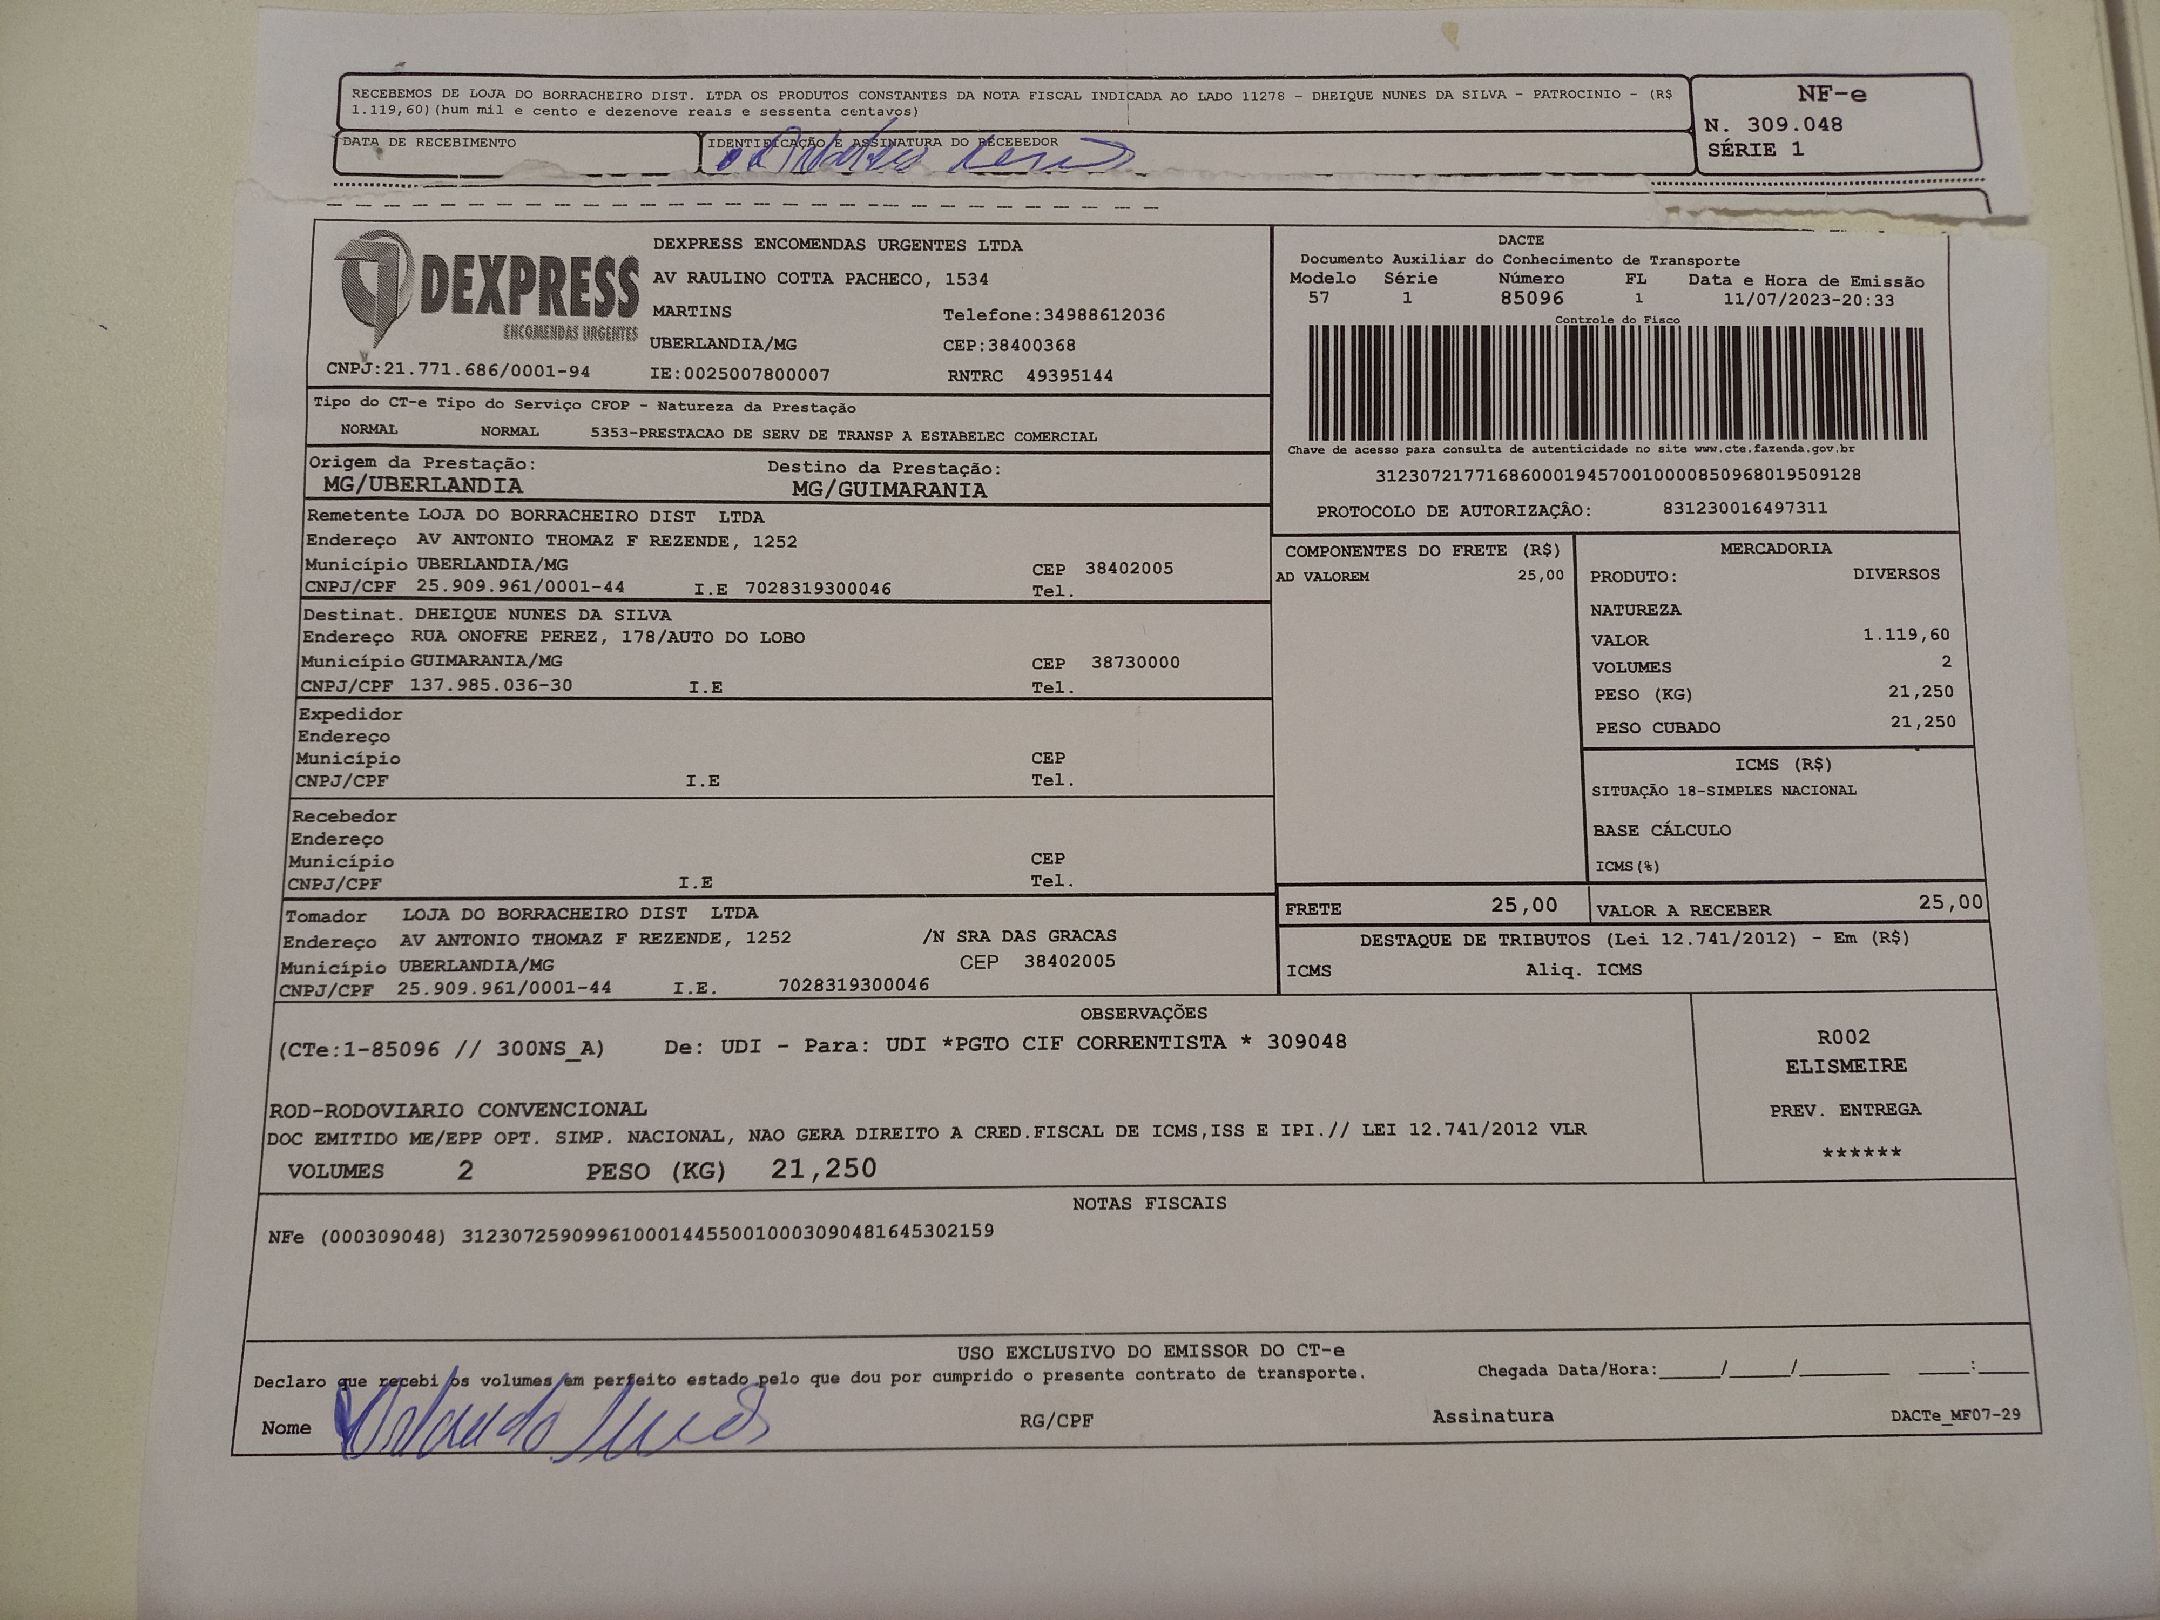 RECEBEMOS DE LOJA DO BORRACHEIRO DIST. LTDA OS PRODUTOS CONSTANTES DA NOTA FISCAL INDICADA AO LADO 11278 - DHEIQUE NUNES DA SILVA - PATROCINIO - (R$
1.119,60)(hum mil e cento e dezenove reais e sessenta centavos)
NF-e
N. 309.048
SÉRIE 1
DATA DE RECEBIMENTO
IDENTIFICAÇÃO E ASSINATURA DO RECEBEDOR
DEXPRESS
ENCOMENDAS URGENTES
CNPJ:21.771.686/0001-94
DEXPRESS ENCOMENDAS URGENTES LTDA
AV RAULINO COTTA PACHECO, 1534
MARTINS Telefone:34988612036
UBERLANDIA/MG CEP:38400368
IE:0025007800007 RNTRC 49395144
DACTE
Documento Auxiliar do Conhecimento de Transporte
Modelo Série Número FL Data e Hora de Emissão
57 1 85096 1 11/07/2023-20:33
Controle do Fisco
Chave de acesso para consulta de autenticidade no site www.cte.fazenda.gov.br
31230721771686000194570010000850968019509128
PROTOCOLO DE AUTORIZAÇÂO: 831230016497311
Tipo do CT-e Tipo do Serviço CFOP - Natureza da Prestação
NORMAL NORMAL 5353-PRESTACAO DE SERV DE TRANSP A ESTABELEC COMERCIAL
Origem da Prestação: Destino da Prestação:
MG/UBERLANDIA MG/GUIMARANIA
Remetente LOJA DO BORRACHEIRO DIST LTDA
Endereço AV ANTONIO THOMAZ F REZENDE, 1252
Município UBERLANDIA/MG CEP 38402005
CNPJ/CPF 25.909.961/0001-44 I.E 7028319300046 Tel.
Destinat. DHEIQUE NUNES DA SILVA
Endereço RUA ONOFRE PEREZ, 178/AUTO DO LOBO
Município GUIMARANIA/MG CEP 38730000
CNPJ/CPF 137.985.036-30 I.E Tel.
Expedidor
Endereço
Município CEP
CNPJ/CPF I.E Tel.
Recebedor
Endereço
Município CEP
CNPJ/CPF I.E Tel.
Tomador LOJA DO BORRACHEIRO DIST LTDA
Endereço AV ANTONIO THOMAZ F REZENDE, 1252 /N SRA DAS GRACAS
Município UBERLANDIA/MG CEP 38402005
CNPJ/CPF 25.909.961/0001-44 I.E. 7028319300046
COMPONENTES DO FRETE (R$)
AD VALOREM 25,00
MERCADORIA
PRODUTO: DIVERSOS
NATUREZA
VALOR 1.119,60
VOLUMES 2
PESO (KG) 21,250
PESO CUBADO 21,250
ICMS (R$)
SITUAÇÃO 18-SIMPLES NACIONAL
BASE CÁLCULO
ICMS(%)
FRETE 25,00 VALOR A RECEBER 25,00
DESTAQUE DE TRIBUTOS (Lei 12.741/2012) - Em (R$)
ICMS Aliq. ICMS
OBSERVAÇÕES
(CTe:1-85096 // 300NS_A) De: UDI - Para: UDI *PGTO CIF CORRENTISTA * 309048
ROD-RODOVIARIO CONVENCIONAL
DOC EMITIDO ME/EPP OPT. SIMP. NACIONAL, NAO GERA DIREITO A CRED.FISCAL DE ICMS,ISS E IPI.// LEI 12.741/2012 VLR
VOLUMES 2 PESO (KG) 21,250
R002
ELISMEIRE
PREV. ENTREGA
******
NOTAS FISCAIS
NFe (000309048) 31230725909961000144550010003090481645302159
USO EXCLUSIVO DO EMISSOR DO CT-e
Declaro que recebi os volumes em perfeito estado pelo que dou por cumprido o presente contrato de transporte. Chegada Data/Hora:____/____/______ ____:____
Nome RG/CPF Assinatura DACTe_MF07-29